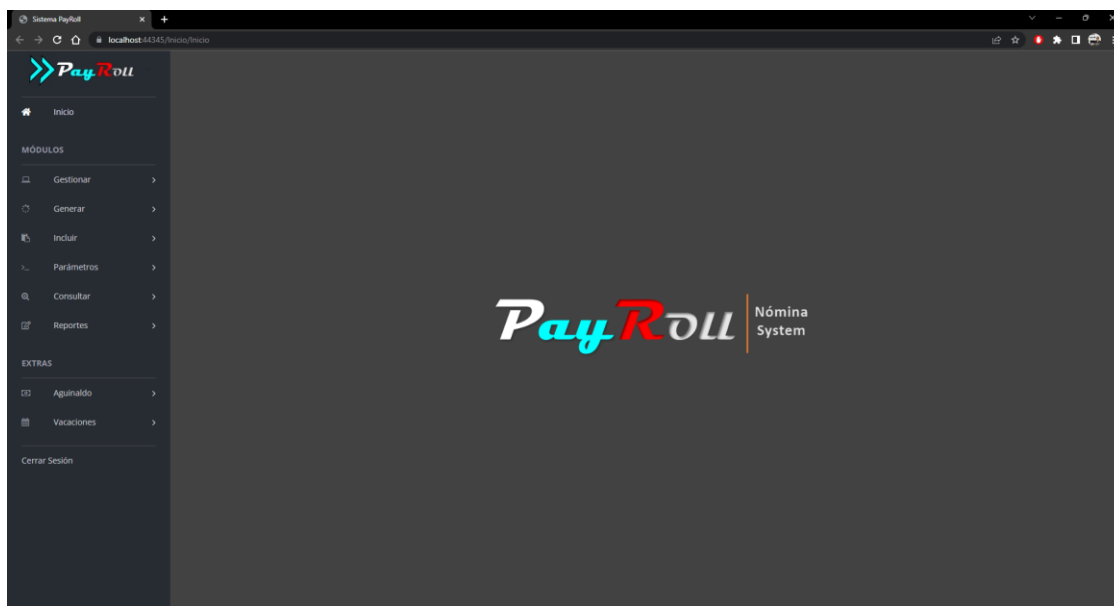 Sistema PayRoll
localhost:44345/Inicio/Inicio
PayRoll
Inicio
MÓDULOS
Gestionar
Generar
Incluir
Parámetros
Consultar
Reportes
EXTRAS
Aguinaldo
Vacaciones
Cerrar Sesión
PayRoll
Nómina
System